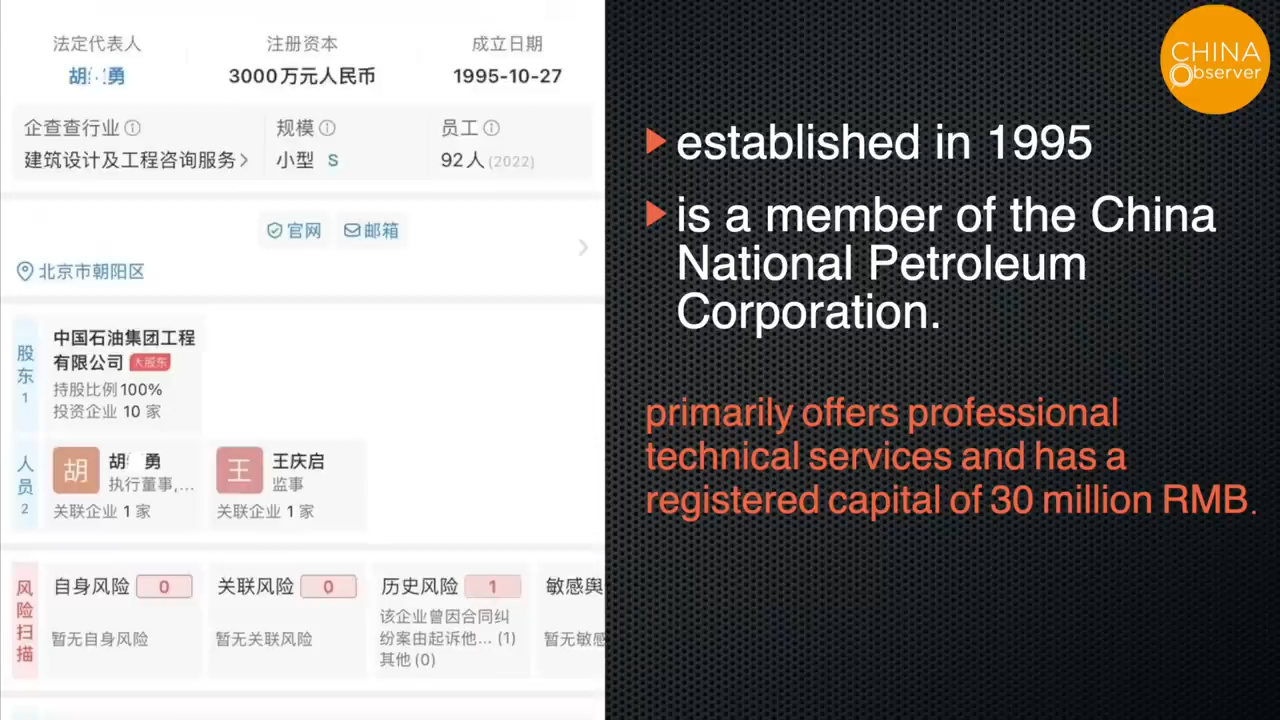 法定代表人
注册资本
成立日期
胡 勇
3000万元人民币
1995-10-27
企查查行业
规模
员工
建筑设计及工程咨询服务
小型 S
92人 (2022)
官网
邮箱
北京市朝阳区
股东
1
中国石油集团工程
有限公司 大股东
持股比例 100%
投资企业 10 家
人员
2
胡
胡 勇
执行董事,...
关联企业 1 家
王
王庆启
监事
关联企业 1 家
风险扫描
自身风险 0
暂无自身风险
关联风险 0
暂无关联风险
历史风险 1
该企业曾因合同纠
纷案由起诉他... (1)
其他 (0)
敏感舆
暂无敏感
CHINA
Observer
established in 1995
is a member of the China
National Petroleum
Corporation.
primarily offers professional
technical services and has a
registered capital of 30 million RMB.